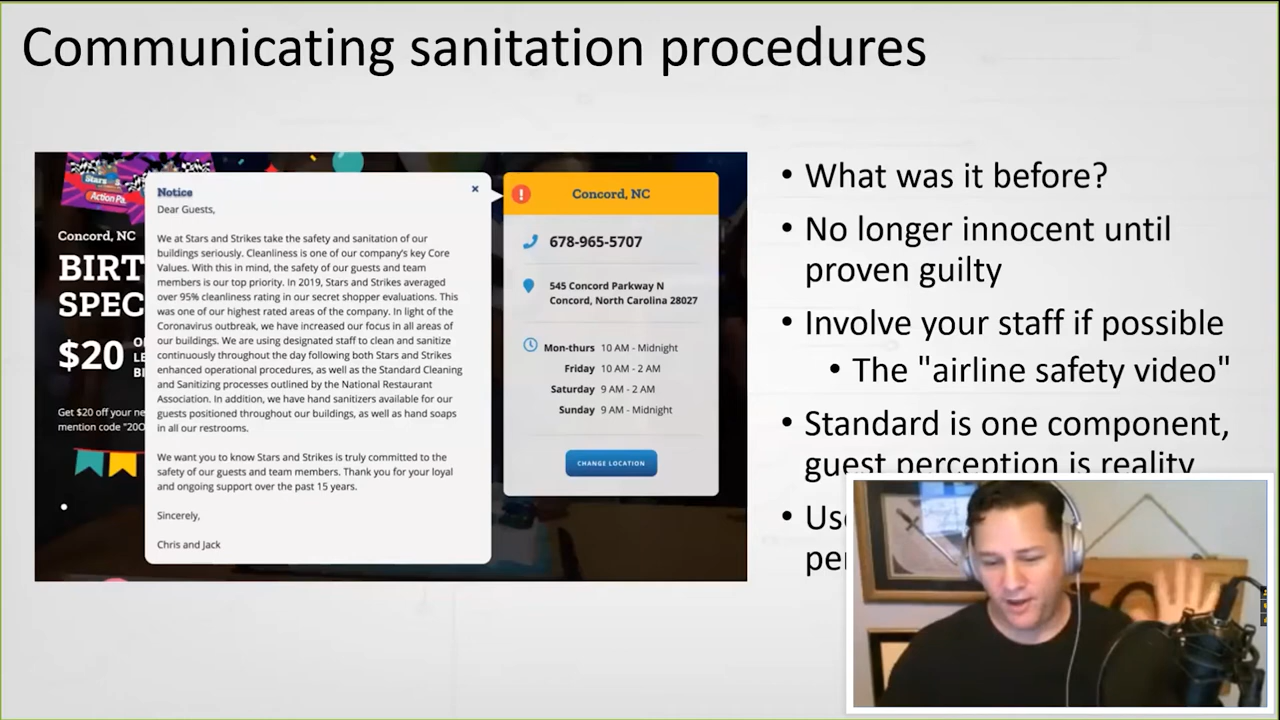 Communicating sanitation procedures
Stars
Action Pa
Concord, NC
BIRT
SPEC
$20
Get $20 off your ne
mention code "20O
Notice
×
Dear Guests,
We at Stars and Strikes take the safety and sanitation of our
buildings seriously. Cleanliness is one of our company's key Core
Values. With this in mind, the safety of our guests and team
members is our top priority. In 2019, Stars and Strikes averaged
over 95% cleanliness rating in our secret shopper evaluations. This
was one of our highest rated areas of the company. In light of the
Coronavirus outbreak, we have increased our focus in all areas of
our buildings. We are using designated staff to clean and sanitize
continuously throughout the day following both Stars and Strikes
enhanced operational procedures, as well as the Standard Cleaning
and Sanitizing processes outlined by the National Restaurant
Association. In addition, we have hand sanitizers available for our
guests positioned throughout our buildings, as well as hand soaps
in all our restrooms.
We want you to know Stars and Strikes is truly committed to the
safety of our guests and team members. Thank you for your loyal
and ongoing support over the past 15 years.
Sincerely,
Chris and Jack
Concord, NC
678-965-5707
545 Concord Parkway N
Concord, North Carolina 28027
Mon-thurs 10 AM - Midnight
Friday 10 AM - 2 AM
Saturday 9 AM - 2 AM
Sunday 9 AM - Midnight
CHANGE LOCATION
• What was it before?
• No longer innocent until
proven guilty
• Involve your staff if possible
• The "airline safety video"
• Standard is one component,
guest perception is reality